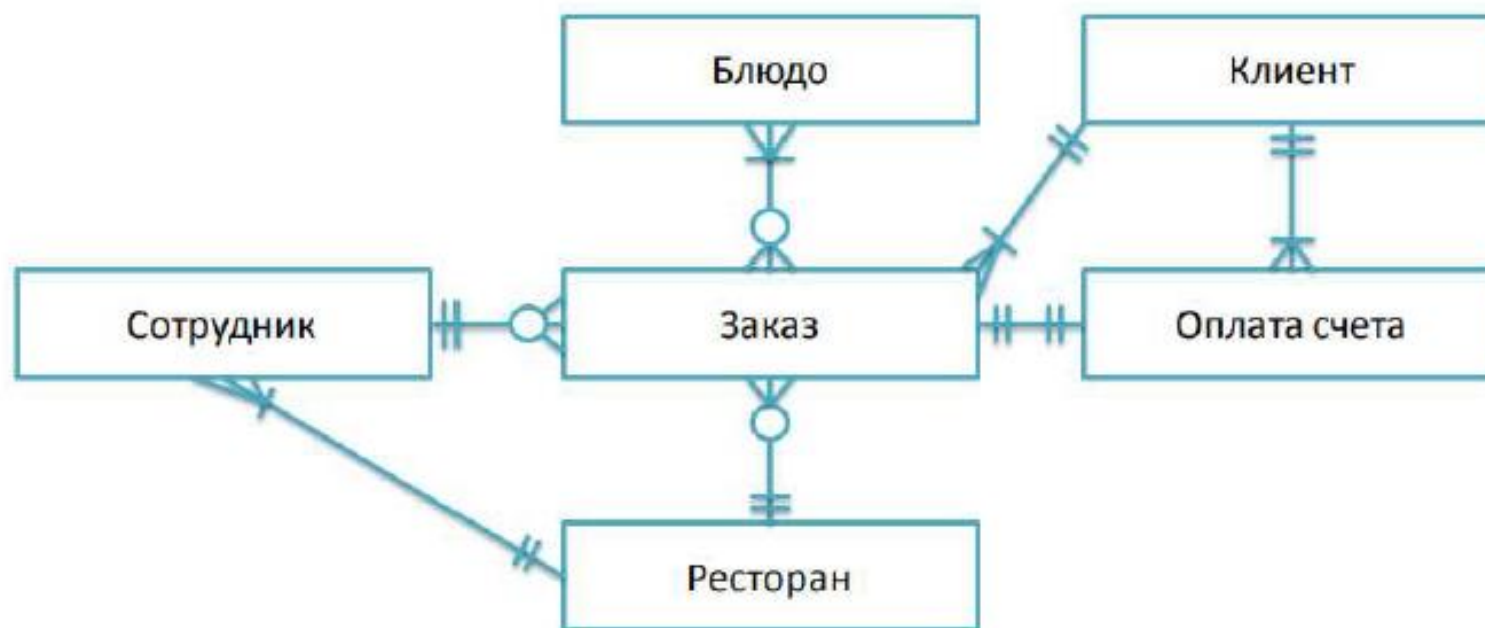 Блюдо
Клиент
Сотрудник
Заказ
Оплата счета
Ресторан